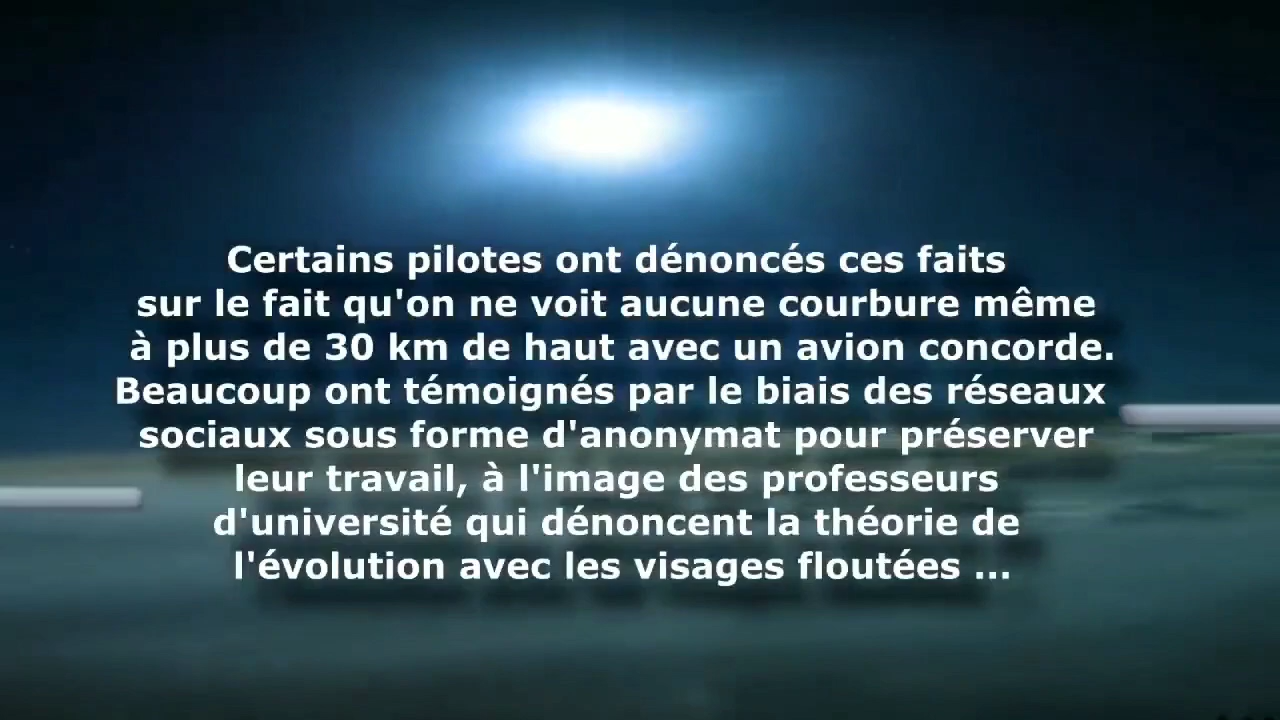 Certains pilotes ont dénoncés ces faits
sur le fait qu'on ne voit aucune courbure même
à plus de 30 km de haut avec un avion concorde.
Beaucoup ont témoignés par le biais des réseaux
sociaux sous forme d'anonymat pour préserver
leur travail, à l'image des professeurs
d'université qui dénoncent la théorie de
l'évolution avec les visages floutées ...